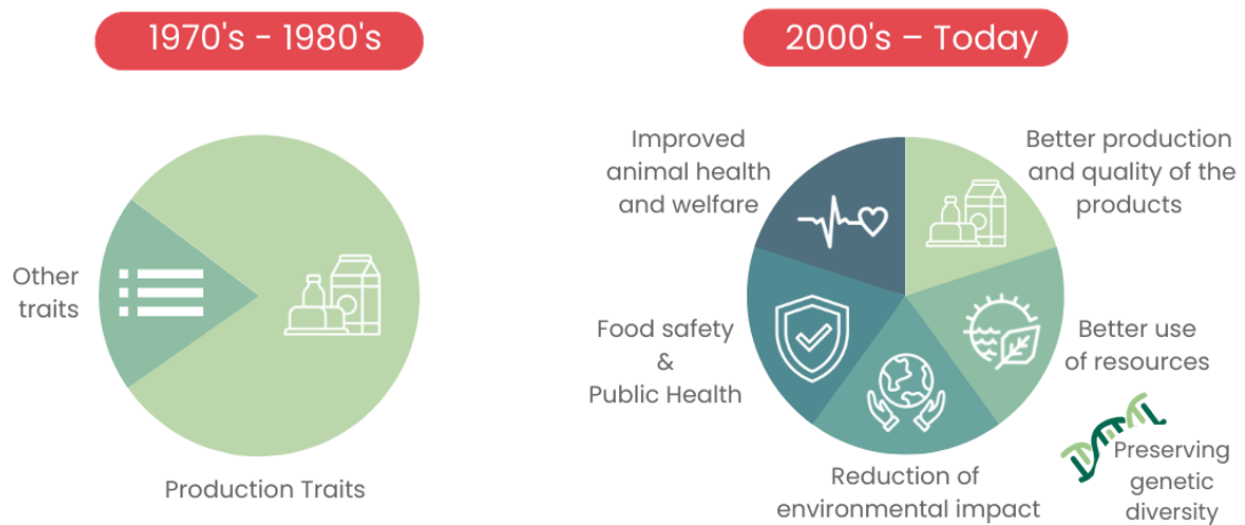 1970's - 1980's
Other
traits
Production Traits
2000's – Today
Improved
animal health
and welfare
Better production
and quality of the
products
Food safety
&
Public Health
Better use
of resources
Reduction of
environmental impact
Preserving
genetic
diversity